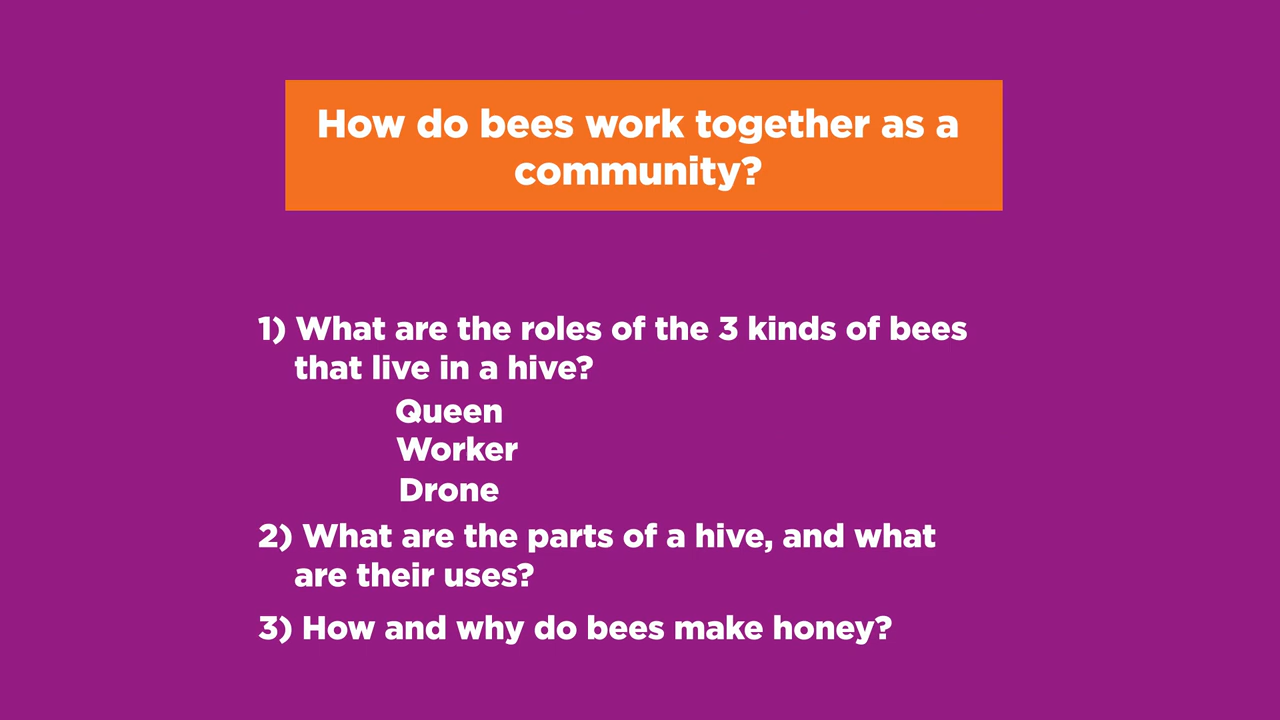 How do bees work together as a
community?
1) What are the roles of the 3 kinds of bees
that live in a hive?
Queen
Worker
Drone
2) What are the parts of a hive, and what
are their uses?
3) How and why do bees make honey?